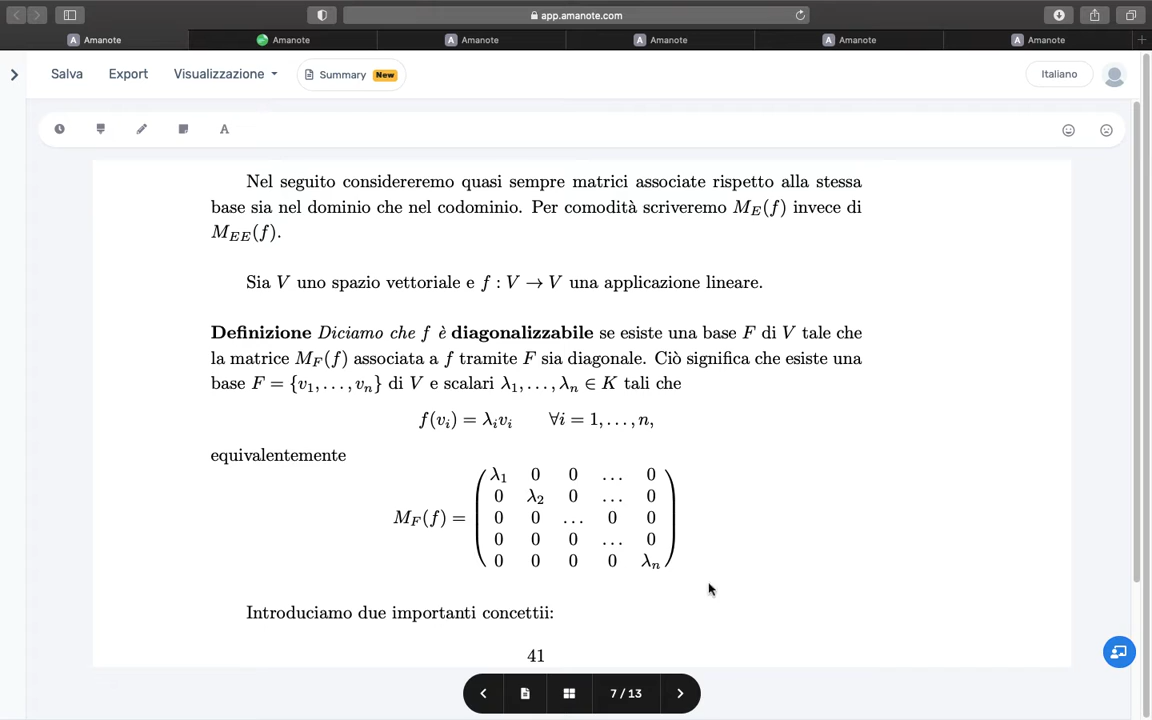 app.amanote.com
Amanote
Amanote
Amanote
Amanote
Amanote
Amanote
Salva
Export
Visualizzazione
Summary
New
Italiano
A
Nel seguito considereremo quasi sempre matrici associate rispetto alla stessa
base sia nel dominio che nel codominio. Per comodità scriveremo M_E(f) invece di
M_{EE}(f).
Sia V uno spazio vettoriale e f : V → V una applicazione lineare.
Definizione Diciamo che f è diagonalizzabile se esiste una base F di V tale che
la matrice M_F(f) associata a f tramite F sia diagonale. Ciò significa che esiste una
base F = {v_1, . . . , v_n} di V e scalari λ_1, . . . , λ_n ∈ K tali che
f(v_i) = λ_i v_i ∀i = 1, . . . , n,
equivalentemente
λ_1 0 0 . . . 0
0 λ_2 0 . . . 0
M_F(f) = 0 0 . . . 0 0
0 0 0 . . . 0
0 0 0 0 λ_n
Introduciamo due importanti concettii:
41
7 / 13